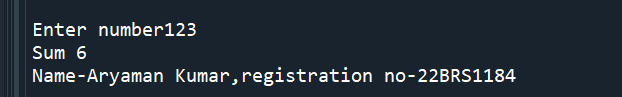 Enter number123
Sum 6
Name-Aryaman Kumar,registration no-22BRS1184